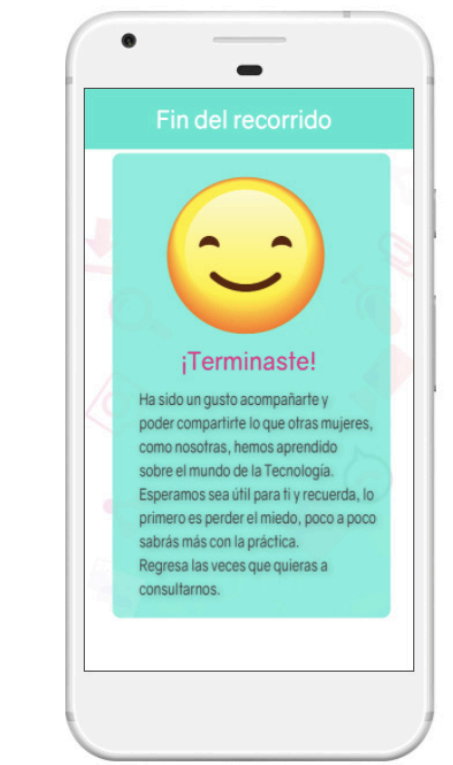 Fin del recorrido
¡Terminaste!
Ha sido un gusto acompañarte y
poder compartirte lo que otras mujeres,
como nosotras, hemos aprendido
sobre el mundo de la Tecnología.
Esperamos sea útil para ti y recuerda, lo
primero es perder el miedo, poco a poco
sabrás más con la práctica.
Regresa las veces que quieras a
consultarnos.